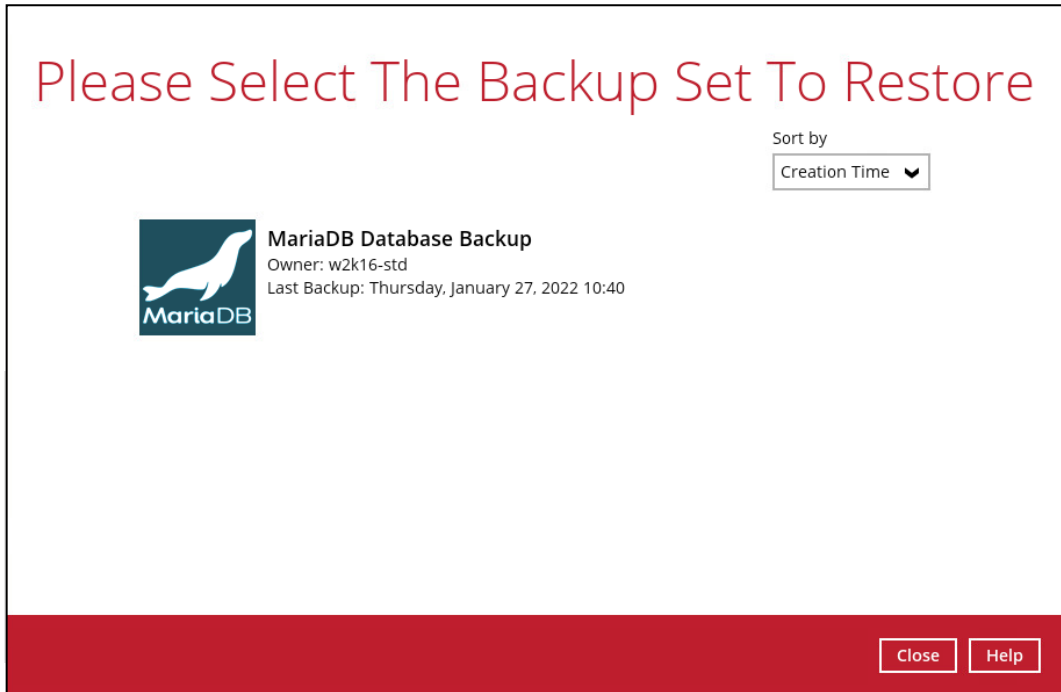 Please Select The Backup Set To Restore
Sort by
Creation Time
MariaDB Database Backup
Owner: w2k16-std
Last Backup: Thursday, January 27, 2022 10:40
MariaDB
Close
Help